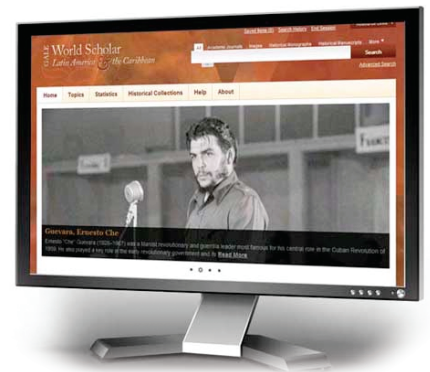 Saved Items (0) Search History End Session
GALE World Scholar
Latin America & the Caribbean
All Academic Journals Images Historical Monographs Historical Manuscripts More
Search
Advanced Search
Home Topics Statistics Historical Collections Help About
Guevara, Ernesto Che
Ernesto "Che" Guevara (1928–1967) was a Marxist revolutionary and guerrilla leader most famous for his central role in the Cuban Revolution of
1959. He also played a key role in the early revolutionary government and is Read More